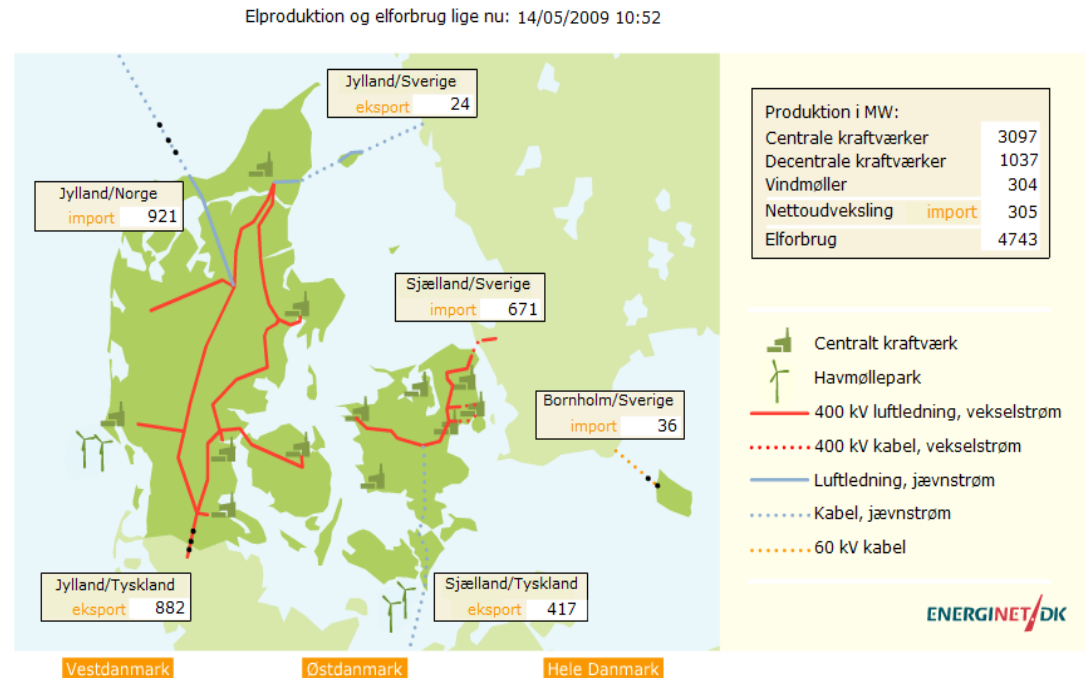 Elproduktion og elforbrug lige nu: 14/05/2009 10:52
Jylland/Sverige
eksport 24
Jylland/Norge
import 921
Sjælland/Sverige
import 671
Bornholm/Sverige
import 36
Jylland/Tyskland
eksport 882
Sjælland/Tyskland
eksport 417
Produktion i MW:
Centrale kraftværker 3097
Decentrale kraftværker 1037
Vindmøller 304
Nettoudveksling import 305
Elforbrug 4743
Centralt kraftværk
Havmøllepark
400 kV luftledning, vekselstrøm
400 kV kabel, vekselstrøm
Luftledning, jævnstrøm
Kabel, jævnstrøm
60 kV kabel
ENERGINET/DK
Vestdanmark
Østdanmark
Hele Danmark